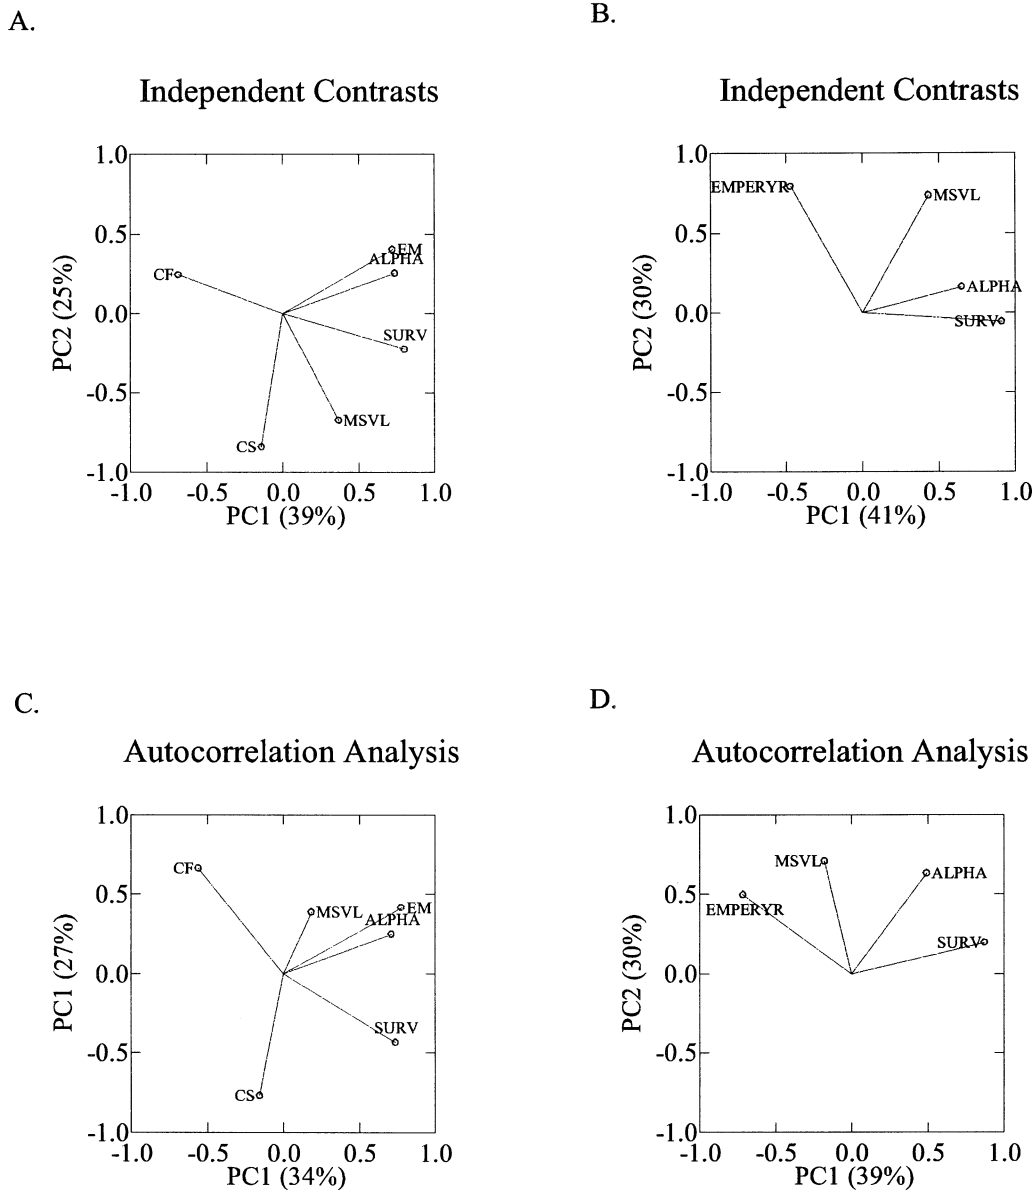 A.
Independent Contrasts
1.0
0.5
0.0
-0.5
-1.0
PC2 (25%)
CF
EM
ALPHA
SURV
MSVL
CS
-1.0 -0.5 0.0 0.5 1.0
PC1 (39%)
B.
Independent Contrasts
1.0
0.5
0.0
-0.5
-1.0
PC2 (30%)
EMPERYR
MSVL
ALPHA
SURV
-1.0 -0.5 0.0 0.5 1.0
PC1 (41%)
C.
Autocorrelation Analysis
1.0
0.5
0.0
-0.5
-1.0
PC1 (27%)
CF
MSVL
EM
ALPHA
SURV
CS
-1.0 -0.5 0.0 0.5 1.0
PC1 (34%)
D.
Autocorrelation Analysis
1.0
0.5
0.0
-0.5
-1.0
PC2 (30%)
MSVL
ALPHA
EMPERYR
SURV
-1.0 -0.5 0.0 0.5 1.0
PC1 (39%)